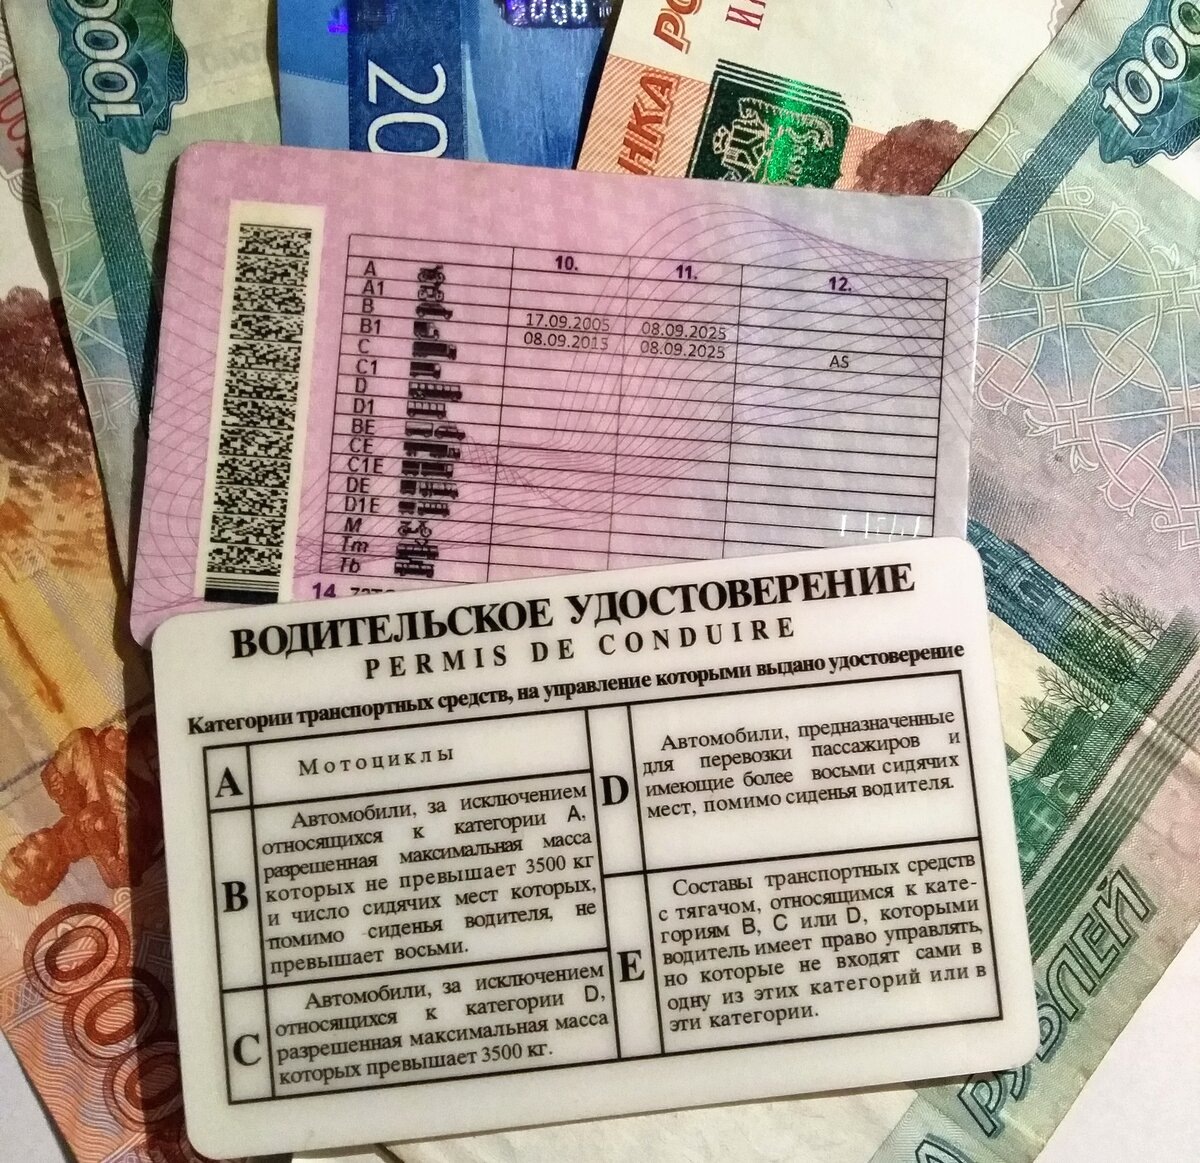 1000
2000
20
РО
НКА
1000
10.
11.
12.
A
A1
B
17.09.2005
08.09.2025
B1
08.09.2015
08.09.2025
AS
C
C1
D
D1
BE
CE
C1E
DE
D1E
M
Tm
Tb
14.
ВОДИТЕЛЬСКОЕ УДОСТОВЕРЕНИЕ
PERMIS DE CONDUIRE
Категории транспортных средств, на управление которыми выдано удостоверение
A
Мотоциклы
B
Автомобили, за исключением
относящихся к категории A,
разрешенная максимальная масса
которых не превышает 3500 кг
и число сидячих мест которых,
помимо сиденья водителя, не
превышает восьми.
C
Автомобили, за исключением
относящихся к категории D,
разрешенная максимальная масса
которых превышает 3500 кг.
D
Автомобили, предназначенные
для перевозки пассажиров и
имеющие более восьми сидячих
мест, помимо сиденья водителя.
E
Составы транспортных средств
с тягачом, относящимся к кате-
гориям B, C или D, которыми
водитель имеет право управлять,
но которые не входят сами в
одну из этих категорий или в
эти категории.
000
РУБЛЕЙ